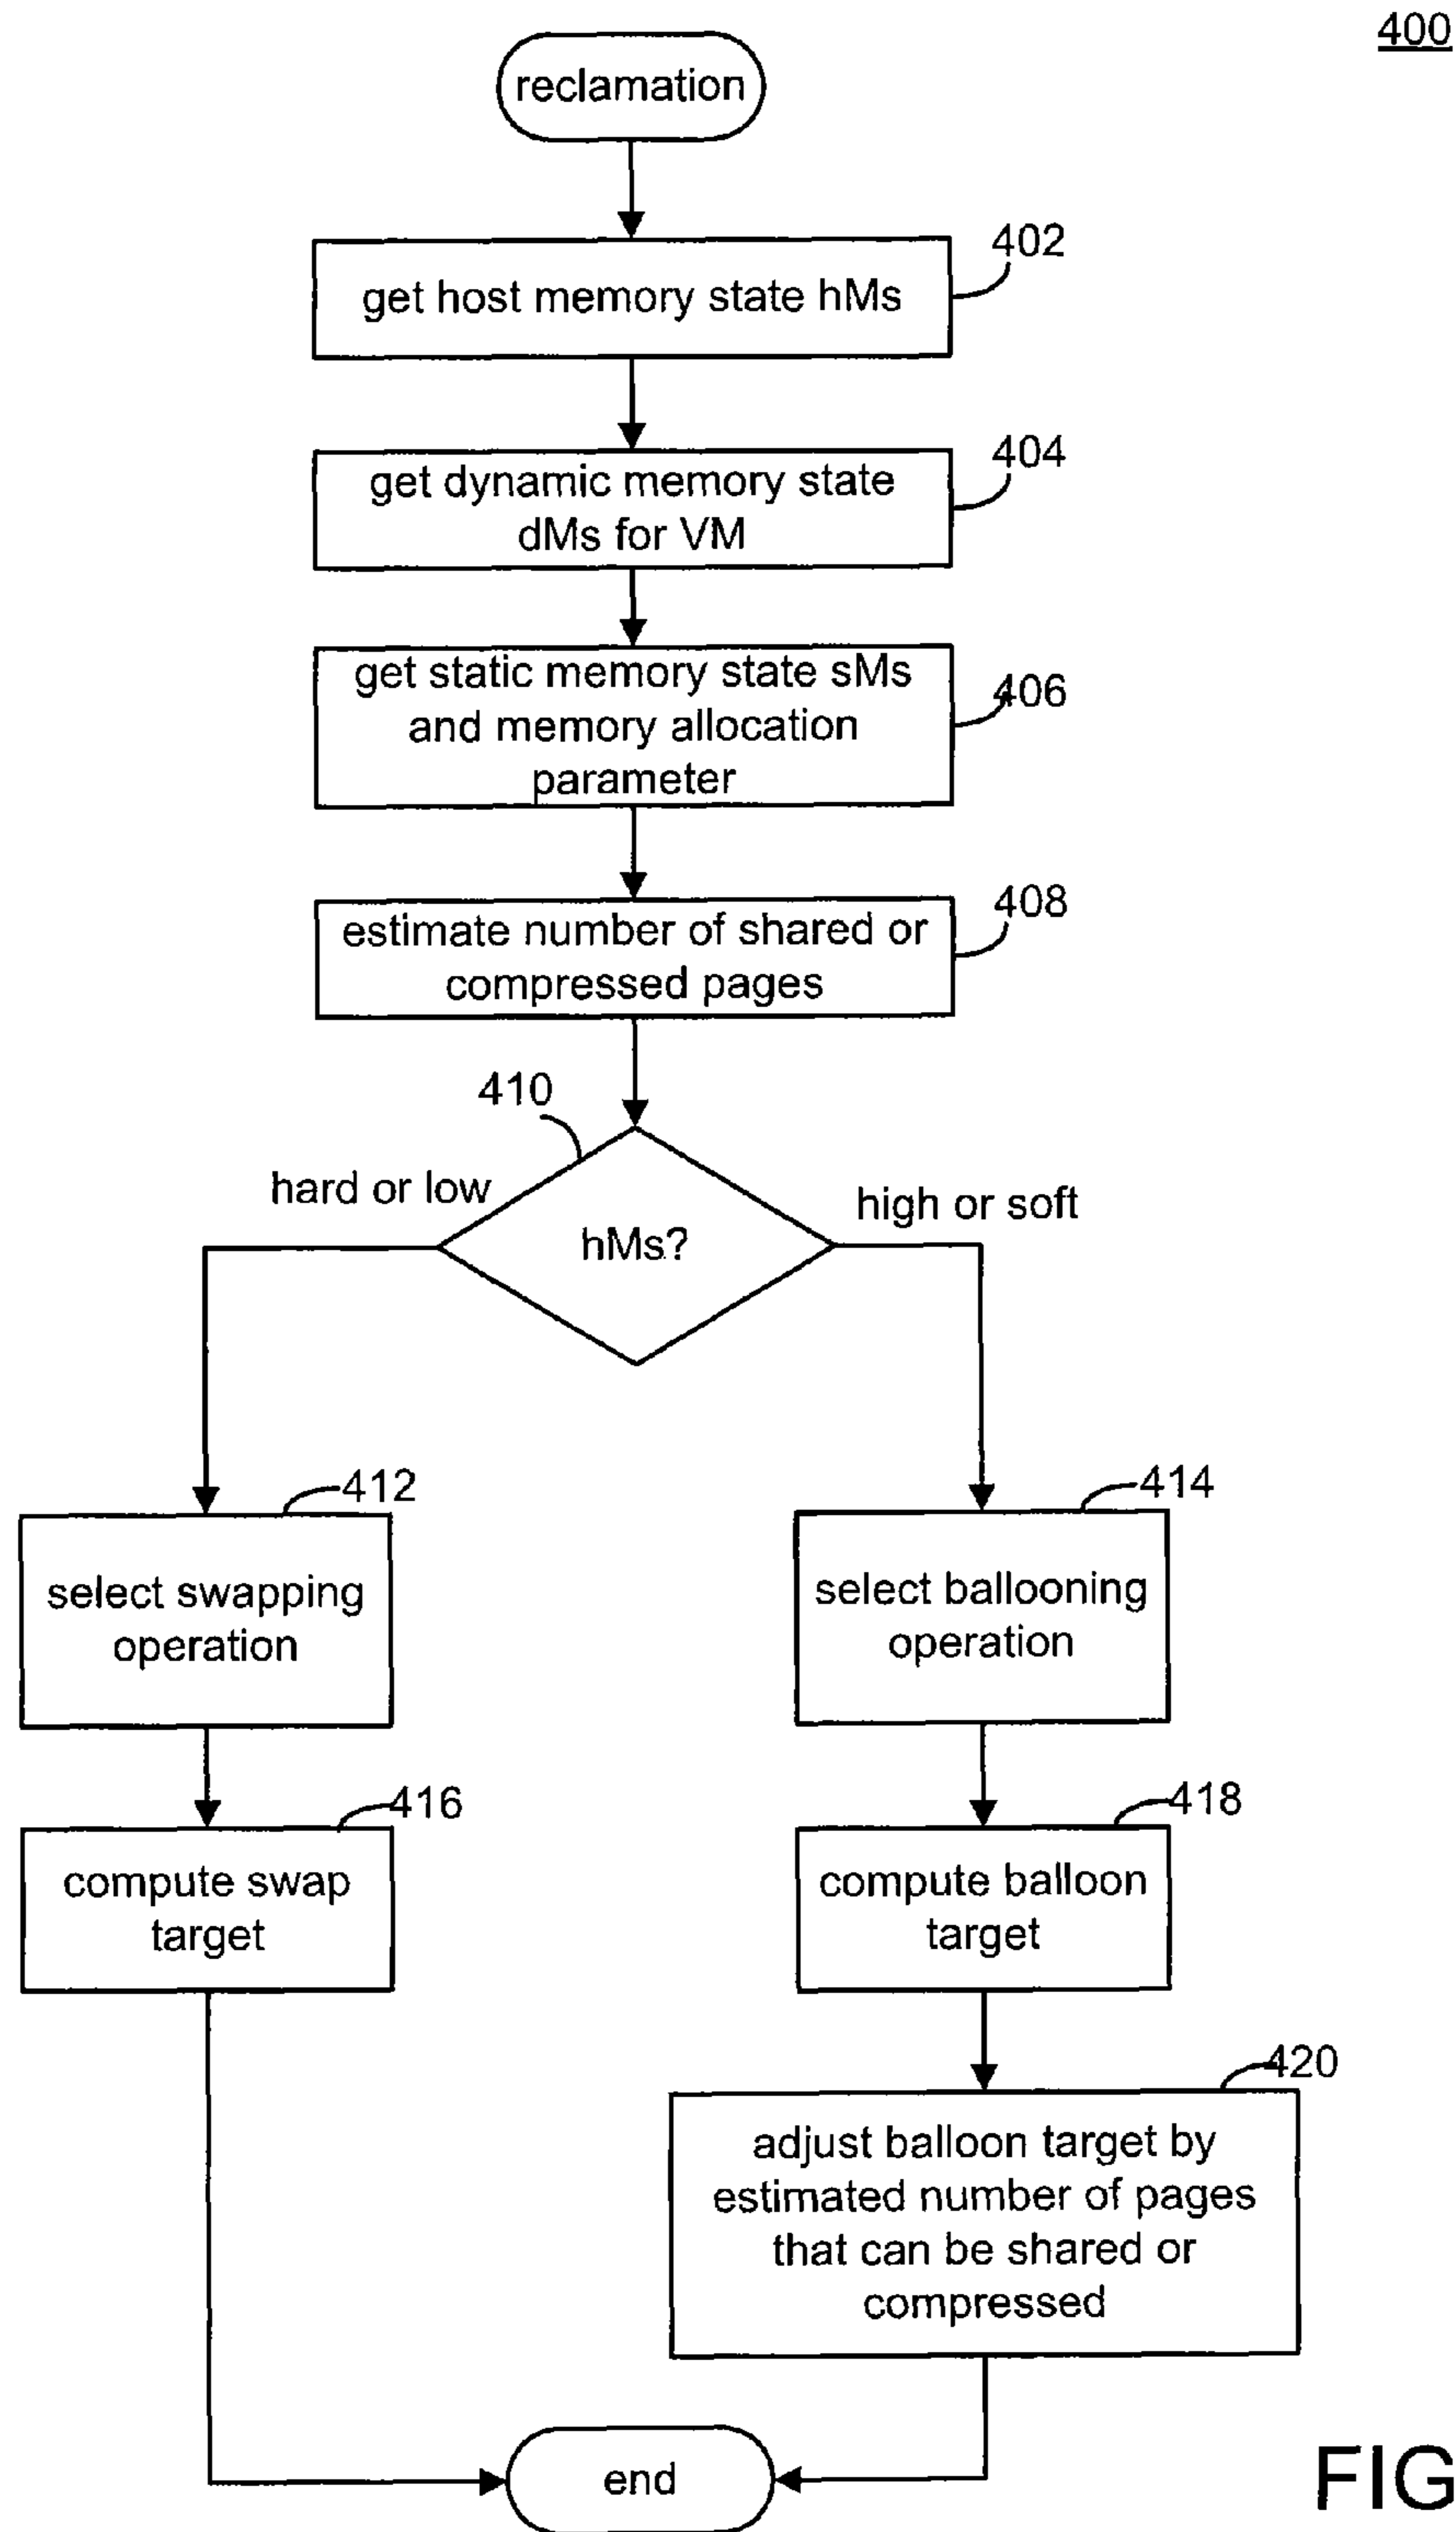 400
reclamation
402
get host memory state hMs
404
get dynamic memory state
dMs for VM
406
get static memory state sMs
and memory allocation
parameter
408
estimate number of shared or
compressed pages
410
hard or low
high or soft
hMs?
412
select swapping
operation
414
select ballooning
operation
416
compute swap
target
418
compute balloon
target
420
adjust balloon target by
estimated number of pages
that can be shared or
compressed
end
FIG